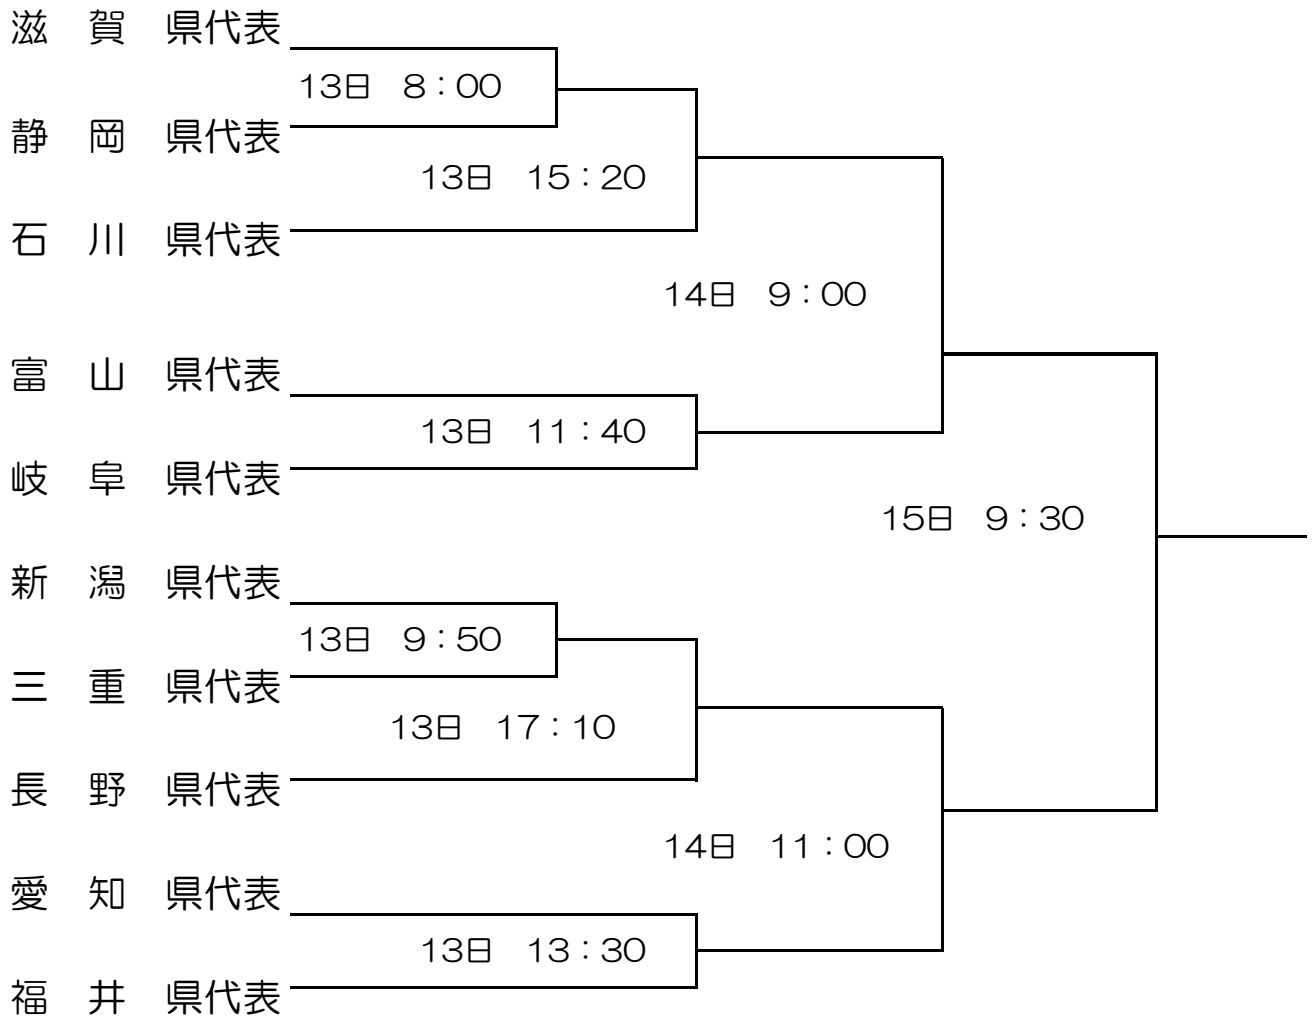 滋　賀　県代表
13日　8：00
静　岡　県代表
13日　15：20
石　川　県代表
14日　9：00
富　山　県代表
13日　11：40
岐　阜　県代表
15日　9：30
新　潟　県代表
13日　9：50
三　重　県代表
13日　17：10
長　野　県代表
14日　11：00
愛　知　県代表
13日　13：30
福　井　県代表